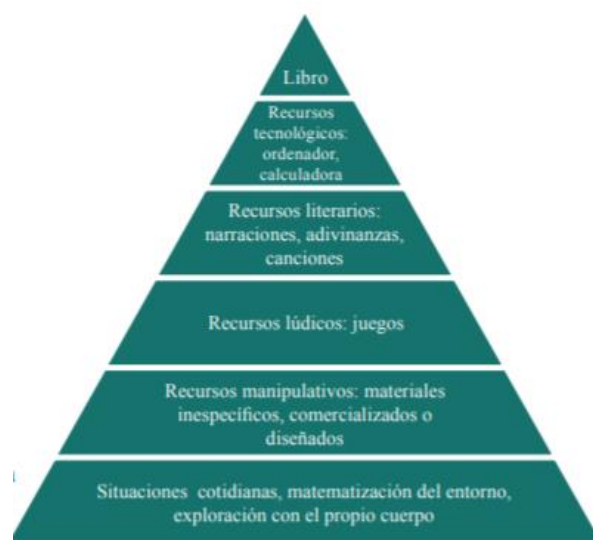 Libro
Recursos
tecnológicos:
ordenador,
calculadora
Recursos literarios:
narraciones, adivinanzas,
canciones
Recursos lúdicos: juegos
Recursos manipulativos: materiales
inespecíficos, comercializados o
diseñados
Situaciones cotidianas, matematización del entorno,
exploración con el propio cuerpo